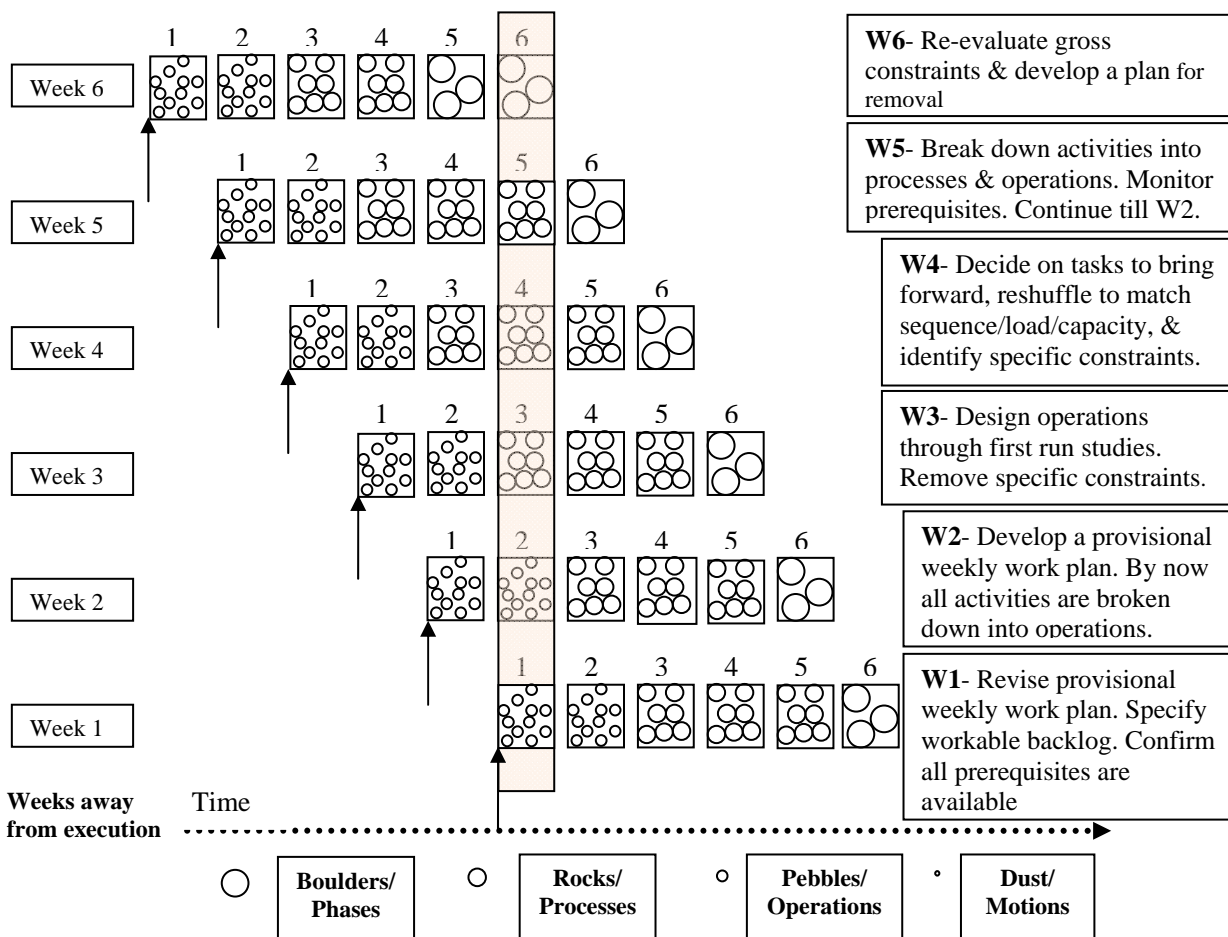 1 2 3 4 5 6
Week 6
W6- Re-evaluate gross
constraints & develop a plan for
removal
1 2 3 4 5 6
Week 5
W5- Break down activities into
processes & operations. Monitor
prerequisites. Continue till W2.
1 2 3 4 5 6
Week 4
W4- Decide on tasks to bring
forward, reshuffle to match
sequence/load/capacity, &
identify specific constraints.
1 2 3 4 5 6
Week 3
W3- Design operations
through first run studies.
Remove specific constraints.
1 2 3 4 5 6
Week 2
W2- Develop a provisional
weekly work plan. By now
all activities are broken
down into operations.
1 2 3 4 5 6
Week 1
W1- Revise provisional
weekly work plan. Specify
workable backlog. Confirm
all prerequisites are
available
Weeks away
from execution
Time
Boulders/
Phases
Rocks/
Processes
Pebbles/
Operations
Dust/
Motions